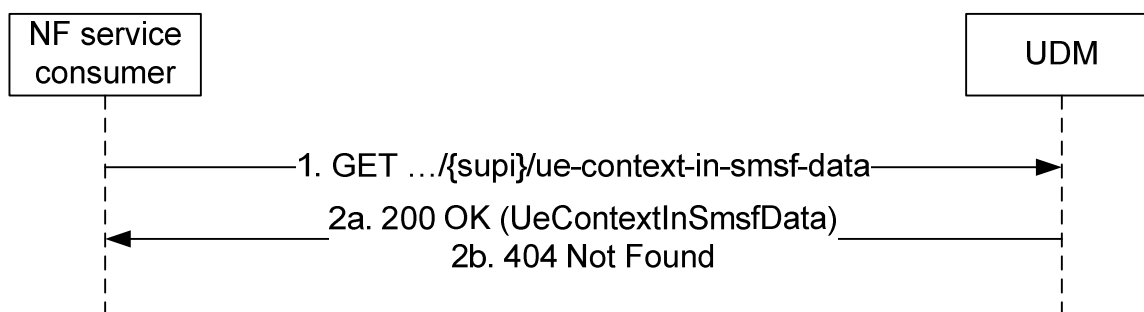 NF service
consumer
UDM
1. GET …/{supi}/ue-context-in-smsf-data
2a. 200 OK (UeContextInSmsfData)
2b. 404 Not Found